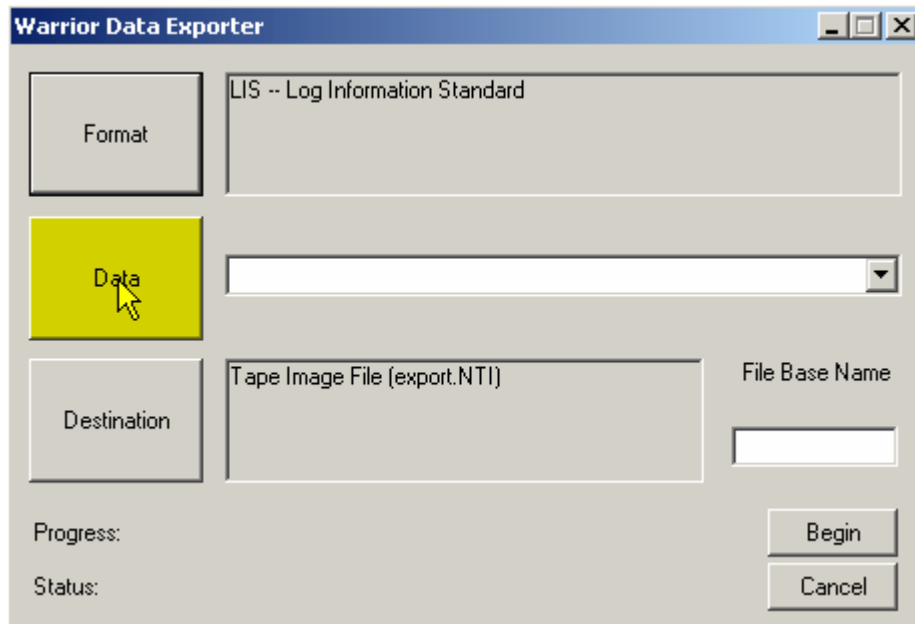 Warrior Data Exporter
Format
LIS -- Log Information Standard
Data
Destination
Tape Image File (export.NTI)
File Base Name
Progress:
Begin
Status:
Cancel